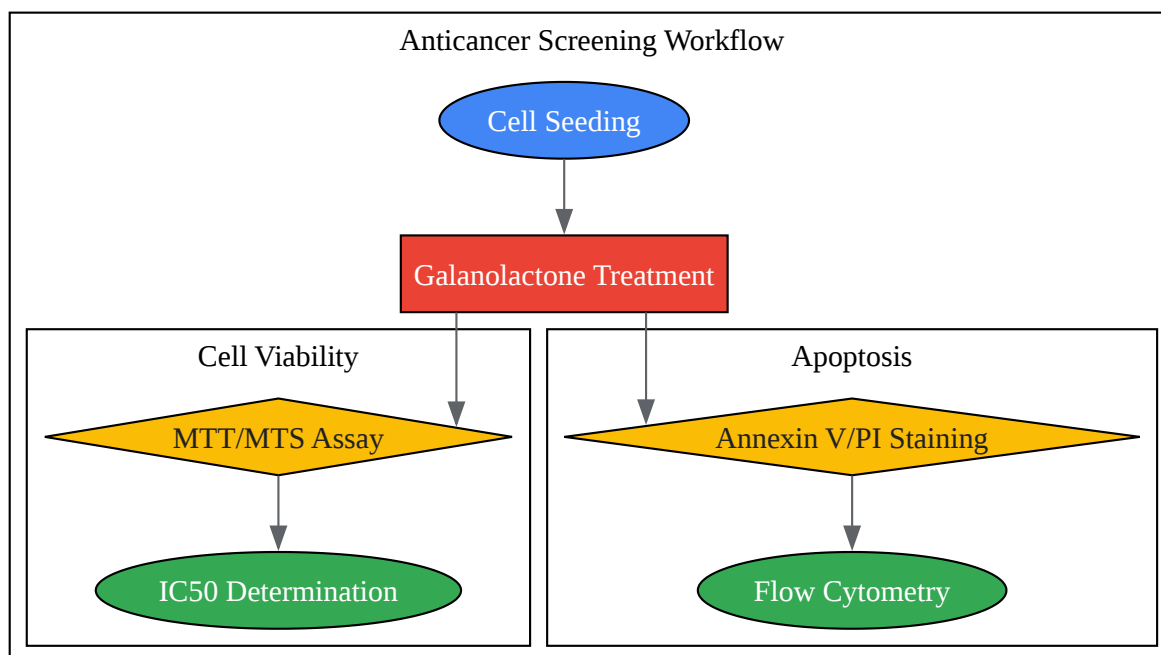 Anticancer Screening Workflow
Cell Seeding
Galanolactone Treatment
Cell Viability
MTT/MTS Assay
IC50 Determination
Apoptosis
Annexin V/PI Staining
Flow Cytometry